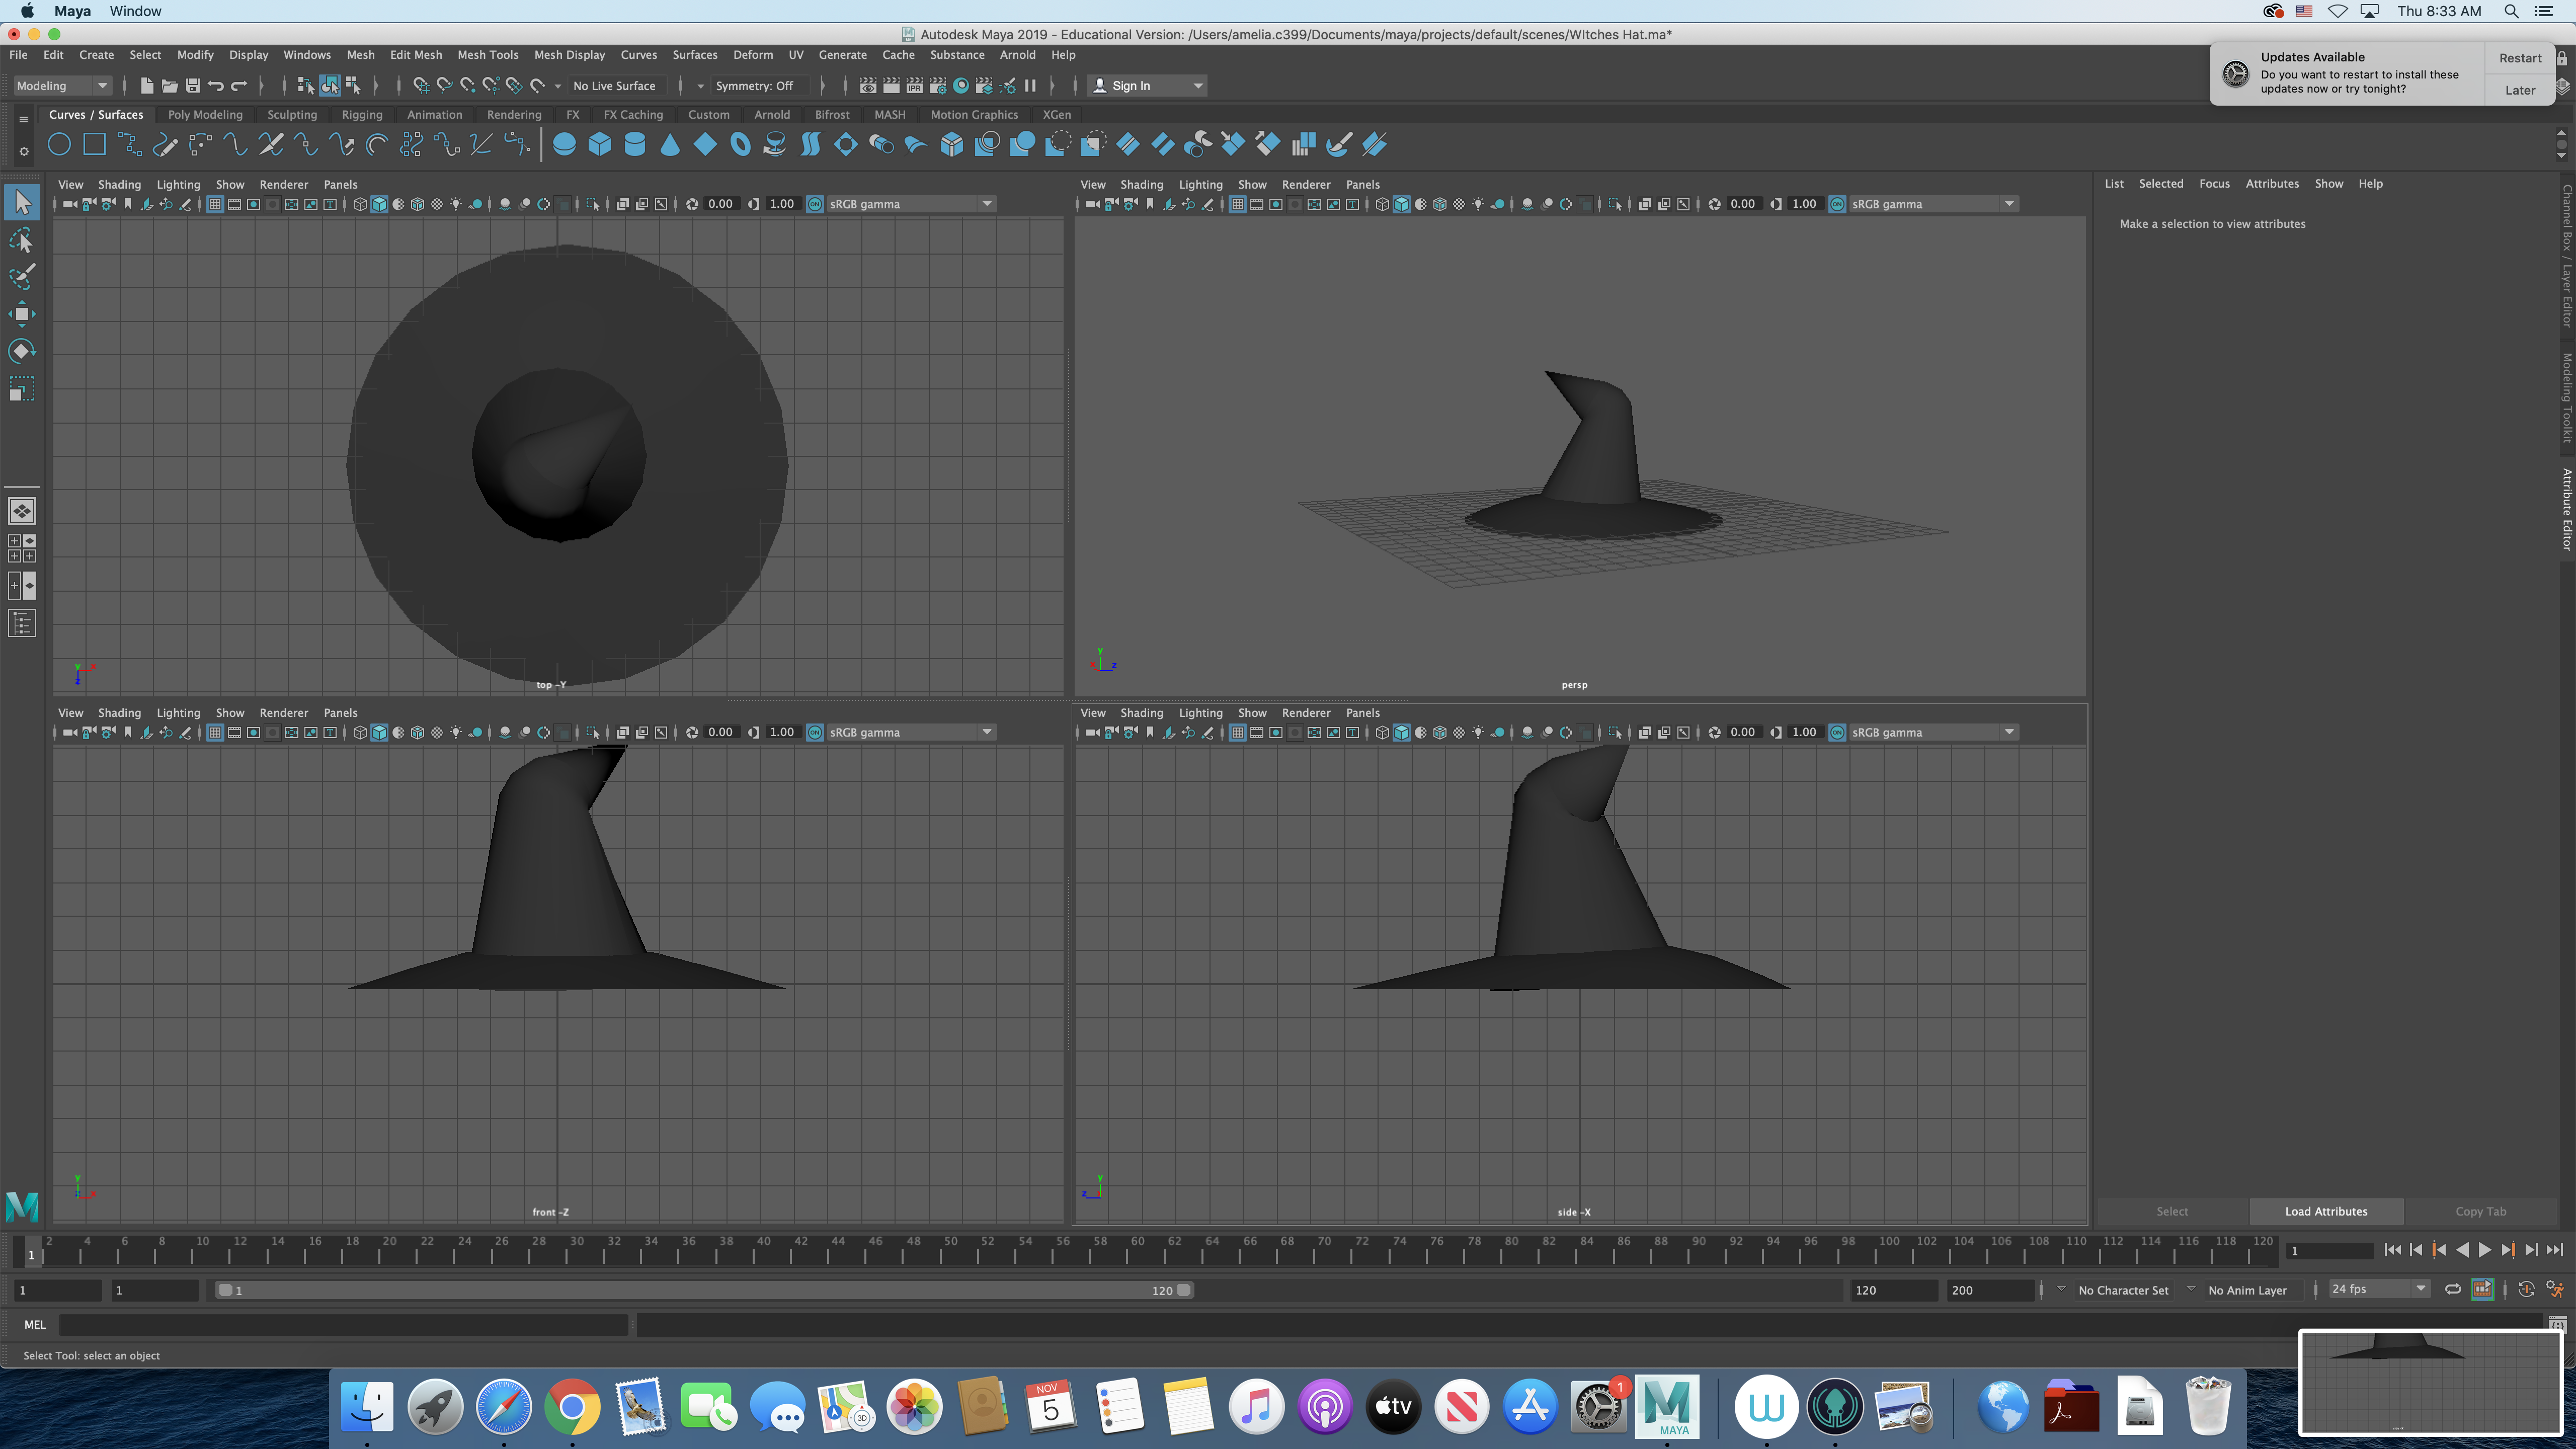 Maya Window Thu 8:33 AM
Autodesk Maya 2019 - Educational Version: /Users/amelia.c399/Documents/maya/projects/default/scenes/WItches Hat.ma*
File Edit Create Select Modify Display Windows Mesh Edit Mesh Mesh Tools Mesh Display Curves Surfaces Deform UV Generate Cache Substance Arnold Help
Updates Available
Do you want to restart to install these
updates now or try tonight?
Restart
Later
Modeling No Live Surface Symmetry: Off Sign In
Curves / Surfaces Poly Modeling Sculpting Rigging Animation Rendering FX FX Caching Custom Arnold Bifrost MASH Motion Graphics XGen
View Shading Lighting Show Renderer Panels
0.00 1.00 ON sRGB gamma
top -Y
View Shading Lighting Show Renderer Panels
0.00 1.00 ON sRGB gamma
persp
List Selected Focus Attributes Show Help
Make a selection to view attributes
Channel Box / Layer Editor
Modeling Toolkit
Attribute Editor
View Shading Lighting Show Renderer Panels
0.00 1.00 ON sRGB gamma
y x
front -Z
View Shading Lighting Show Renderer Panels
0.00 1.00 ON sRGB gamma
side -X
Select Load Attributes Copy Tab
1 2 4 6 8 10 12 14 16 18 20 22 24 26 28 30 32 34 36 38 40 42 44 46 48 50 52 54 56 58 60 62 64 66 68 70 72 74 76 78 80 82 84 86 88 90 92 94 96 98 100 102 104 106 108 110 112 114 116 118 120 1
1 1 1 120 120 200 No Character Set No Anim Layer 24 fps
MEL
Select Tool: select an object
NOV
5
3D
tv
1
MAYA